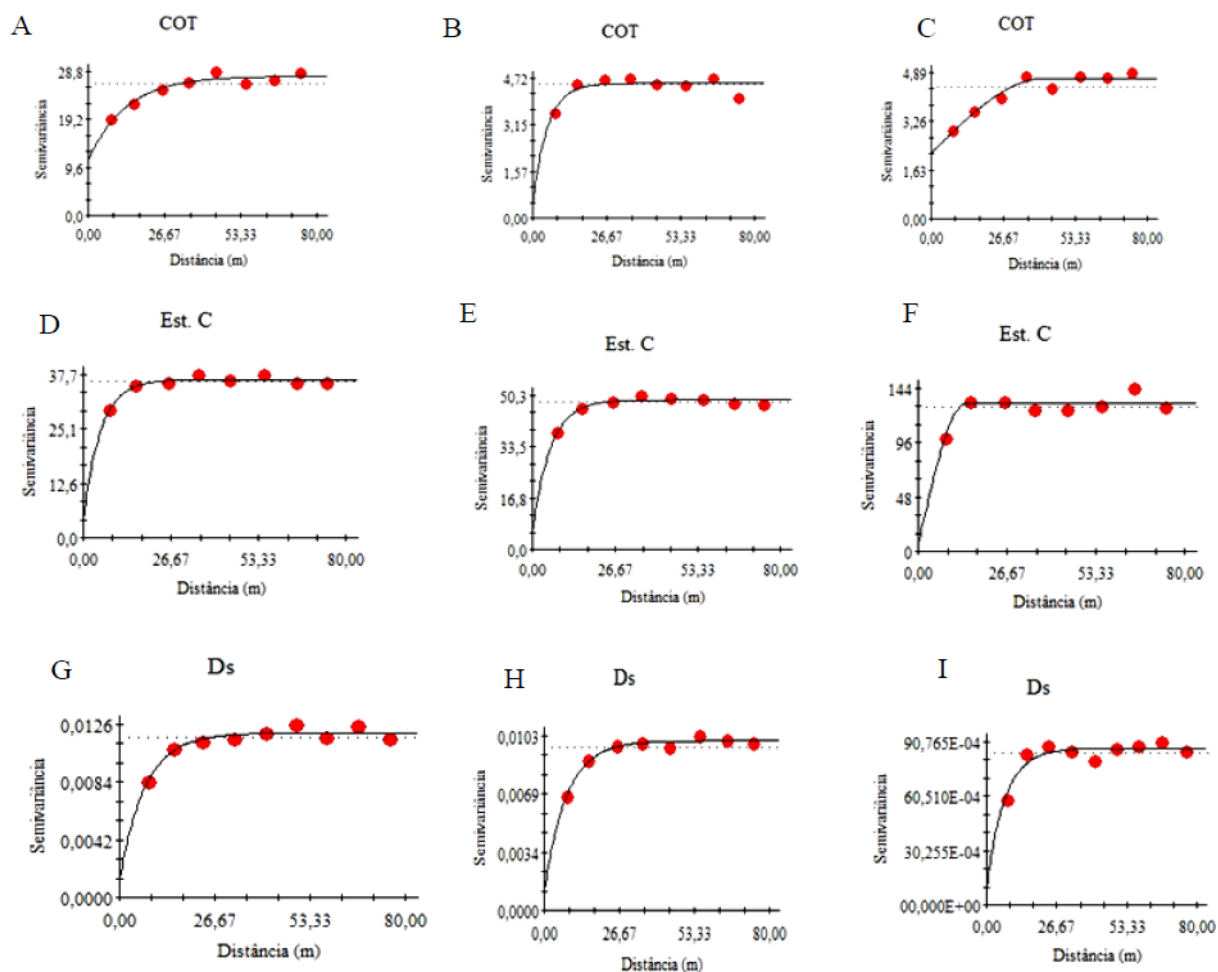 A
COT
28,8
19,2
9,6
0,0
Semivariância
0,00 26,67 53,33 80,00
Distância (m)
B
COT
4,72
3,15
1,57
0,00
Semivariância
0,00 26,67 53,33 80,00
Distância (m)
C
COT
4,89
3,26
1,63
0,00
Semivariância
0,00 26,67 53,33 80,00
Distância (m)
D
Est. C
37,7
25,1
12,6
0,0
Semivariância
0,00 26,67 53,33 80,00
Distância (m)
E
Est. C
50,3
33,5
16,8
0,0
Semivariância
0,00 26,67 53,33 80,00
Distância (m)
F
Est. C
144
96
48
0
Semivariância
0,00 26,67 53,33 80,00
Distância (m)
G
Ds
0,0126
0,0084
0,0042
0,0000
Semivariância
0,00 26,67 53,33 80,00
Distância (m)
H
Ds
0,0103
0,0069
0,0034
0,0000
Semivariância
0,00 26,67 53,33 80,00
Distância (m)
I
Ds
90,765E-04
60,510E-04
30,255E-04
00,000E+00
Semivariância
0,00 26,67 53,33 80,00
Distância (m)